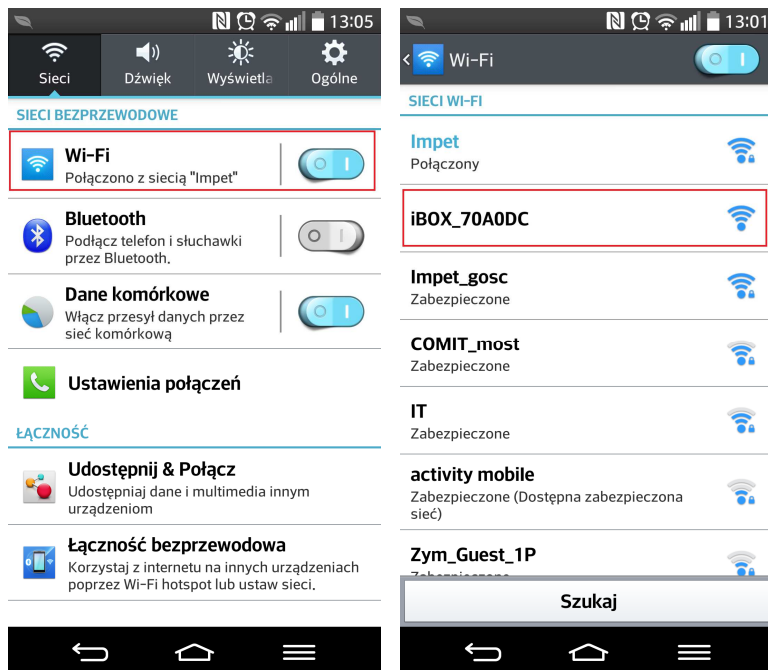 13:05
Sieci
Dźwięk
Wyświetla
Ogólne
SIECI BEZPRZEWODOWE
Wi-Fi
Połączono z siecią "Impet"
Bluetooth
Podłącz telefon i słuchawki
przez Bluetooth.
Dane komórkowe
Włącz przesył danych przez
sieć komórkową
Ustawienia połączeń
ŁĄCZNOŚĆ
Udostępnij & Połącz
Udostępniaj dane i multimedia innym
urządzeniom
Łączność bezprzewodowa
Korzystaj z internetu na innych urządzeniach
poprzez Wi-Fi hotspot lub ustaw sieci.
13:01
Wi-Fi
SIECI WI-FI
Impet
Połączony
iBOX_70A0DC
Impet_gosc
Zabezpieczone
COMIT_most
Zabezpieczone
IT
Zabezpieczone
activity mobile
Zabezpieczone (Dostępna zabezpieczona
sieć)
Zym_Guest_1P
Szukaj